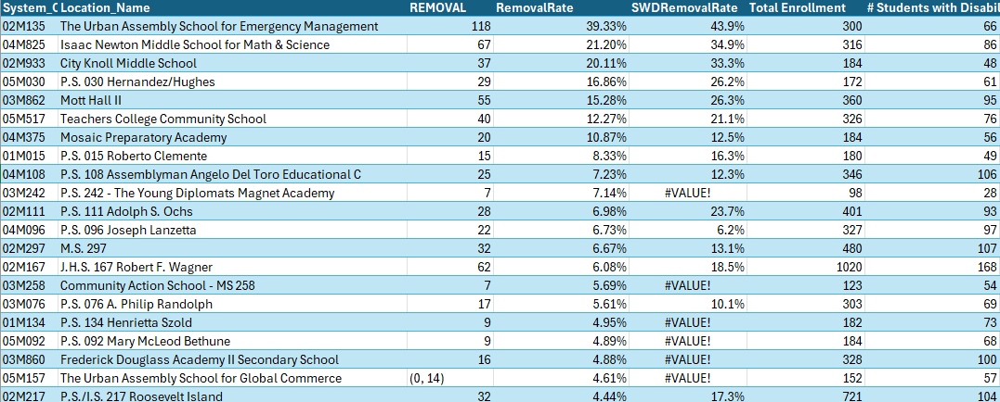 System_C Location_Name REMOVAL RemovalRate SWDRemovalRate Total Enrollment # Students with Disabil
02M135 The Urban Assembly School for Emergency Management 118 39.33% 43.9% 300 66
04M825 Isaac Newton Middle School for Math & Science 67 21.20% 34.9% 316 86
02M933 City Knoll Middle School 37 20.11% 33.3% 184 48
05M030 P.S. 030 Hernandez/Hughes 29 16.86% 26.2% 172 61
03M862 Mott Hall II 55 15.28% 26.3% 360 95
05M517 Teachers College Community School 40 12.27% 21.1% 326 76
04M375 Mosaic Preparatory Academy 20 10.87% 12.5% 184 56
01M015 P.S. 015 Roberto Clemente 15 8.33% 16.3% 180 49
04M108 P.S. 108 Assemblyman Angelo Del Toro Educational C 25 7.23% 12.3% 346 106
03M242 P.S. 242 - The Young Diplomats Magnet Academy 7 7.14% #VALUE! 98 28
02M111 P.S. 111 Adolph S. Ochs 28 6.98% 23.7% 401 93
04M096 P.S. 096 Joseph Lanzetta 22 6.73% 6.2% 327 97
02M297 M.S. 297 32 6.67% 13.1% 480 107
02M167 J.H.S. 167 Robert F. Wagner 62 6.08% 18.5% 1020 168
03M258 Community Action School - MS 258 7 5.69% #VALUE! 123 54
03M076 P.S. 076 A. Philip Randolph 17 5.61% 10.1% 303 69
01M134 P.S. 134 Henrietta Szold 9 4.95% #VALUE! 182 73
05M092 P.S. 092 Mary McLeod Bethune 9 4.89% #VALUE! 184 68
03M860 Frederick Douglass Academy II Secondary School 16 4.88% #VALUE! 328 100
05M157 The Urban Assembly School for Global Commerce (0, 14) 4.61% #VALUE! 152 57
02M217 P.S./I.S. 217 Roosevelt Island 32 4.44% 17.3% 721 104